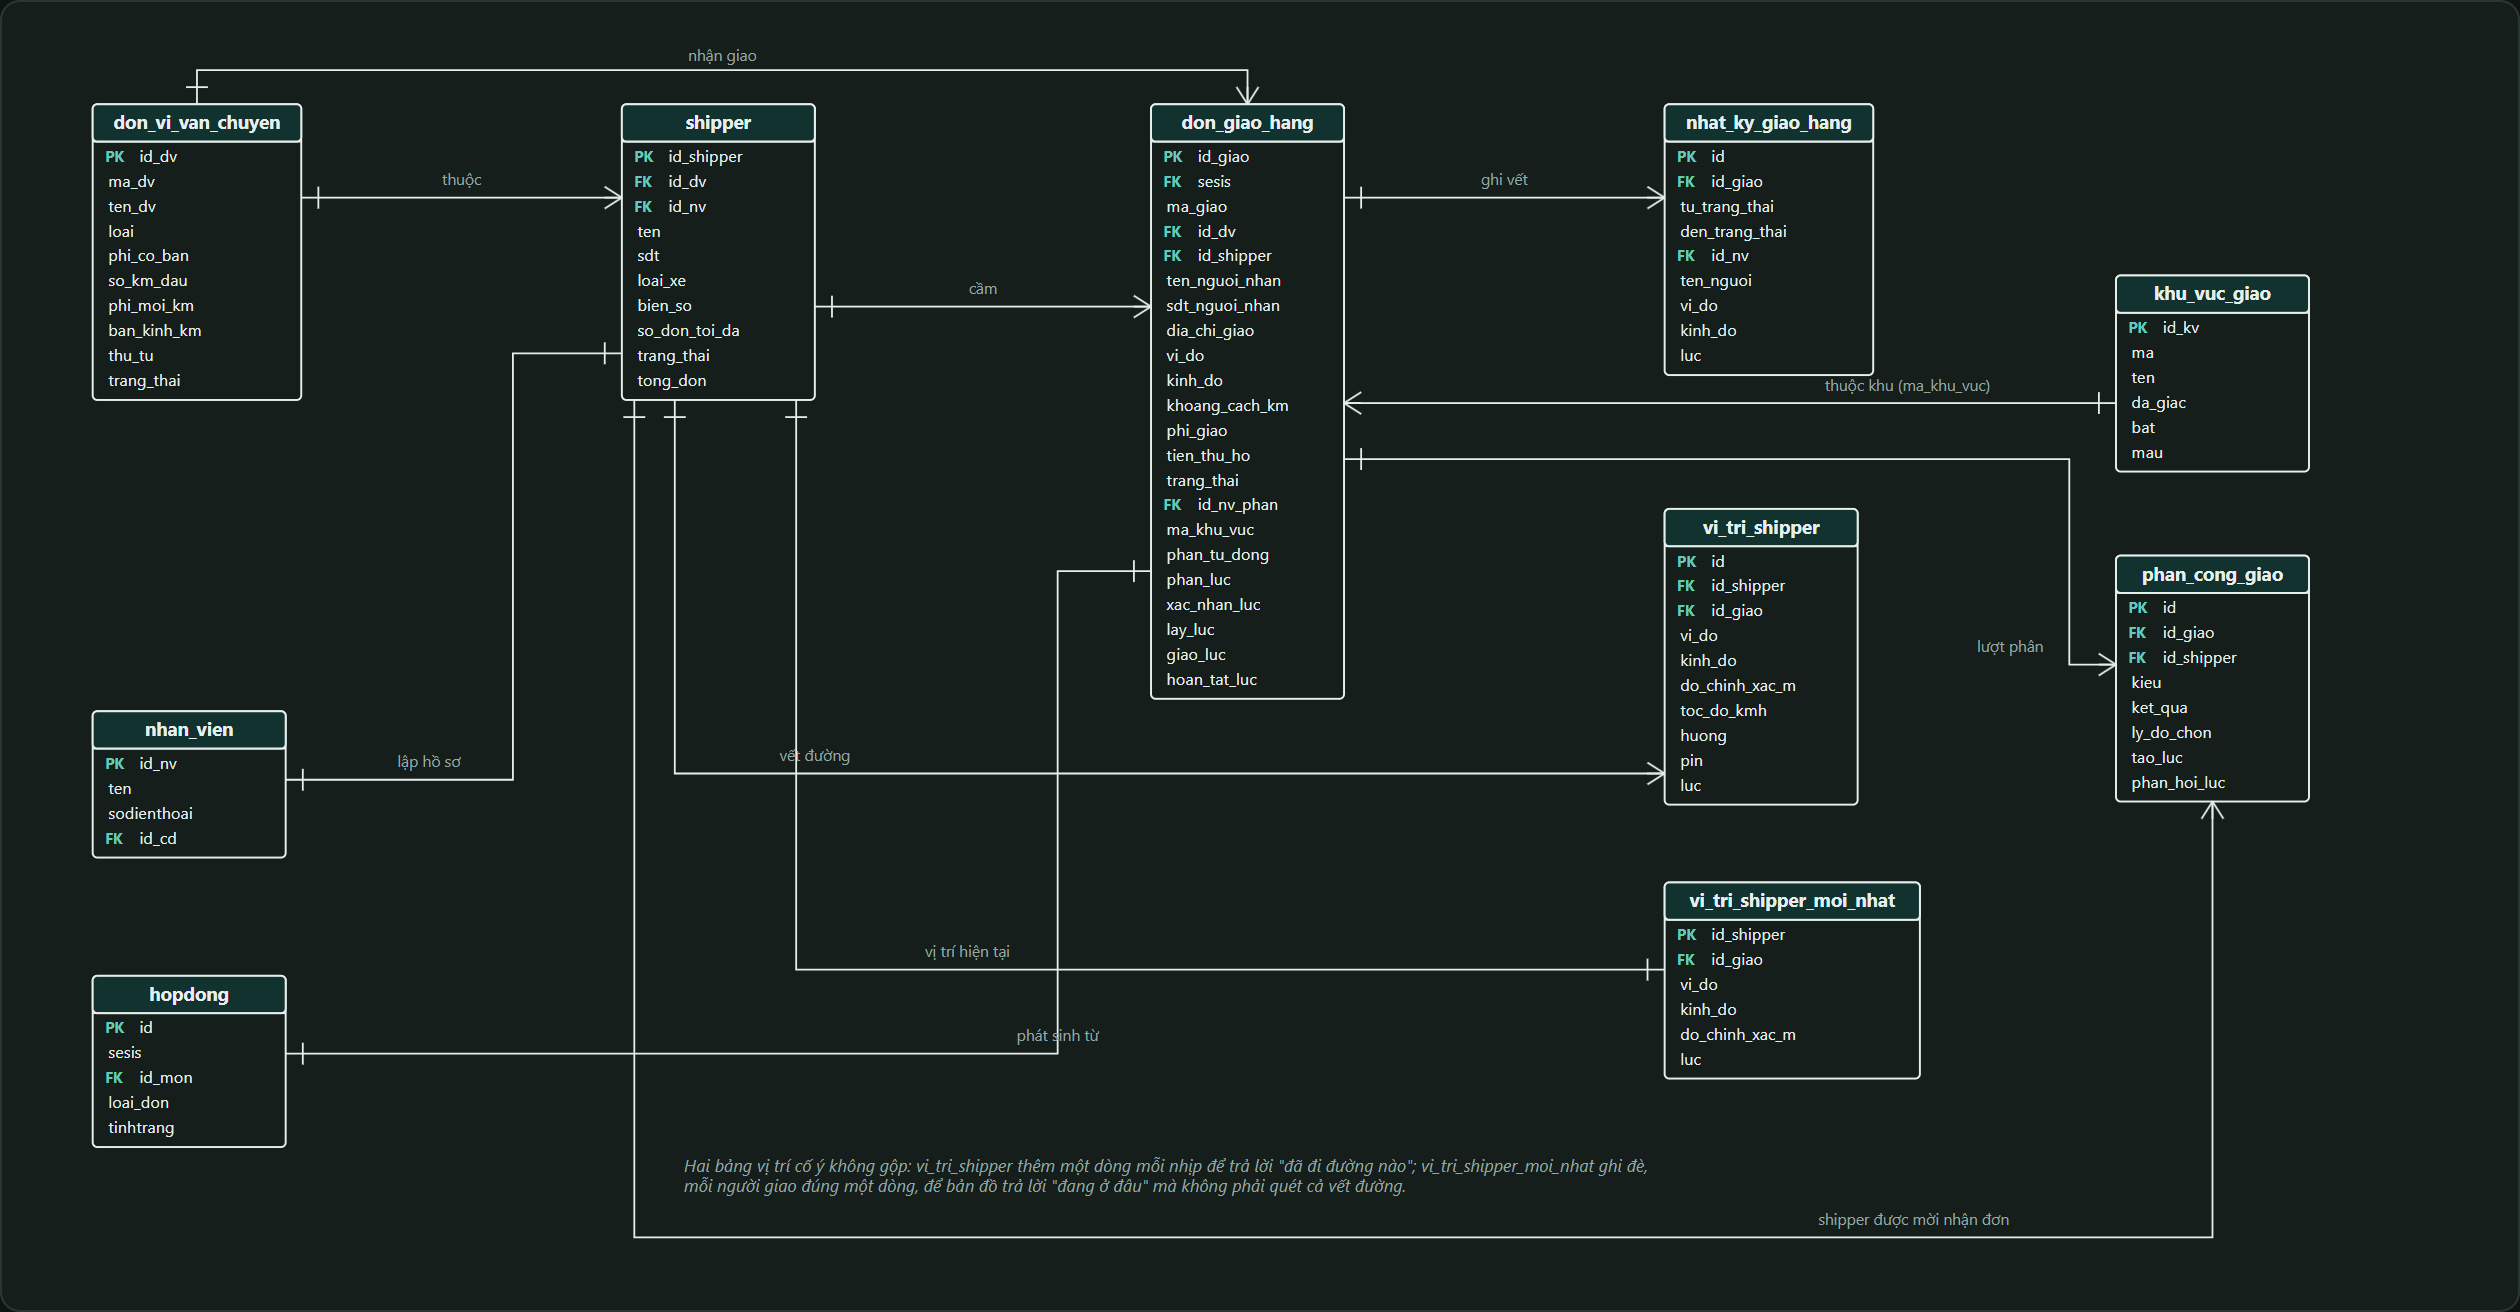 nhận giao
don_vi_van_chuyen
PK id_dv
ma_dv
ten_dv
loai
phi_co_ban
so_km_dau
phi_moi_km
ban_kinh_km
thu_tu
trang_thai
thuộc
shipper
PK id_shipper
FK id_dv
FK id_nv
ten
sdt
loai_xe
bien_so
so_don_toi_da
trang_thai
tong_don
cầm
don_giao_hang
PK id_giao
FK sesis
ma_giao
FK id_dv
FK id_shipper
ten_nguoi_nhan
sdt_nguoi_nhan
dia_chi_giao
vi_do
kinh_do
khoang_cach_km
phi_giao
tien_thu_ho
trang_thai
FK id_nv_phan
ma_khu_vuc
phan_tu_dong
phan_luc
xac_nhan_luc
lay_luc
giao_luc
hoan_tat_luc
ghi vết
nhat_ky_giao_hang
PK id
FK id_giao
tu_trang_thai
den_trang_thai
FK id_nv
ten_nguoi
vi_do
kinh_do
luc
thuộc khu (ma_khu_vuc)
khu_vuc_giao
PK id_kv
ma
ten
da_giac
bat
mau
vi_tri_shipper
PK id
FK id_shipper
FK id_giao
vi_do
kinh_do
do_chinh_xac_m
toc_do_kmh
huong
pin
luc
lượt phân
phan_cong_giao
PK id
FK id_giao
FK id_shipper
kieu
ket_qua
ly_do_chon
tao_luc
phan_hoi_luc
nhan_vien
PK id_nv
ten
sodienthoai
FK id_cd
lập hồ sơ
vết đường
vị trí hiện tại
vi_tri_shipper_moi_nhat
PK id_shipper
FK id_giao
vi_do
kinh_do
do_chinh_xac_m
luc
hopdong
PK id
sesis
FK id_mon
loai_don
tinhtrang
phát sinh từ
Hai bảng vị trí cố ý không gộp: vi_tri_shipper thêm một dòng mỗi nhịp để trả lời "đã đi đường nào"; vi_tri_shipper_moi_nhat ghi đè,
mỗi người giao đúng một dòng, để bản đồ trả lời "đang ở đâu" mà không phải quét cả vết đường.
shipper được mời nhận đơn